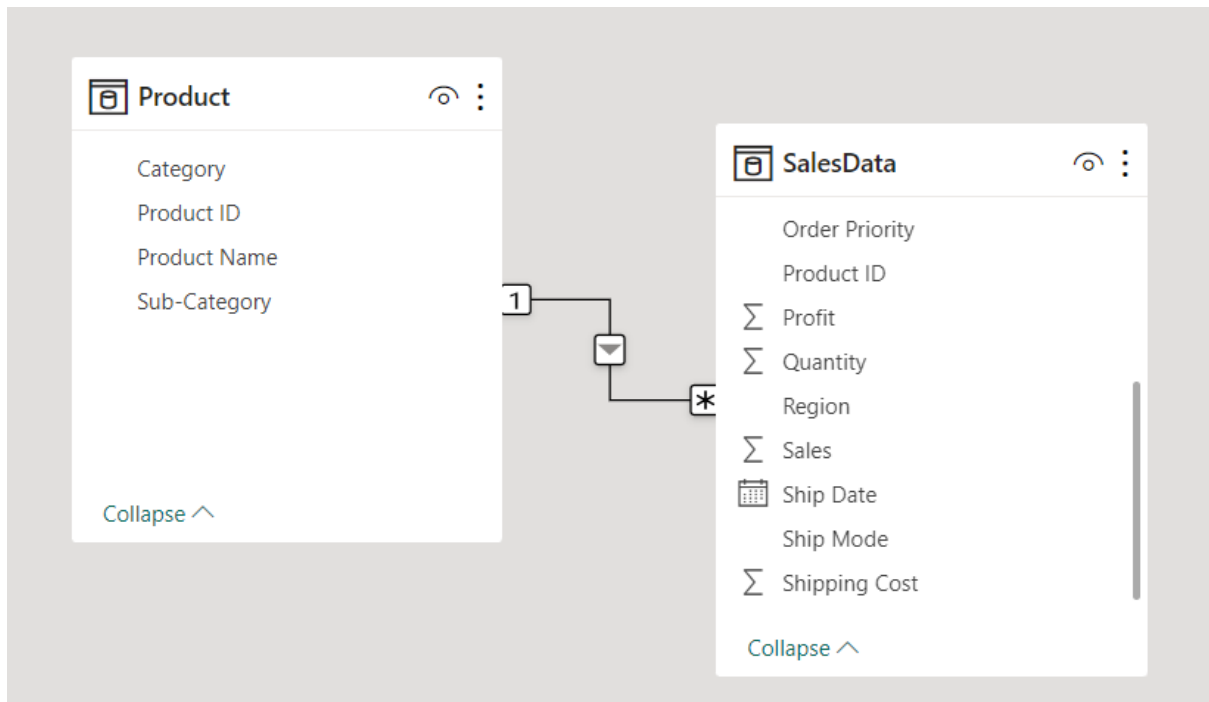 Product
Category
Product ID
Product Name
Sub-Category
Collapse
1
*
SalesData
Order Priority
Product ID
Σ Profit
Σ Quantity
Region
Σ Sales
Ship Date
Ship Mode
Σ Shipping Cost
Collapse